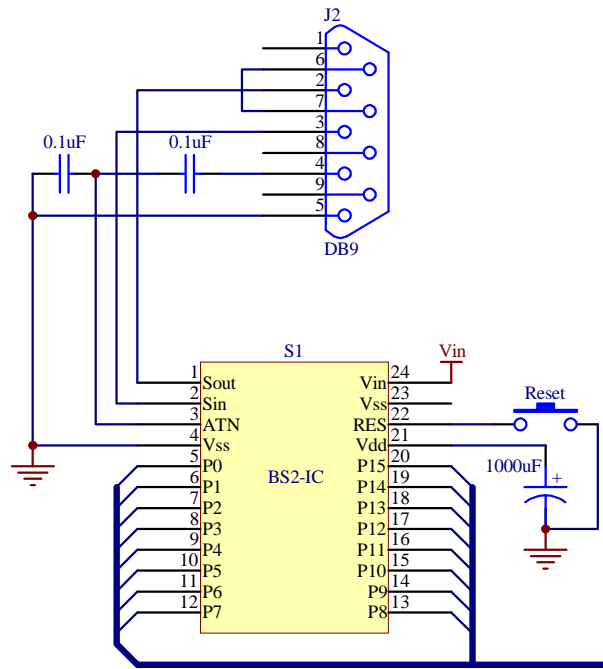 J2
1
6
2
7
3
8
4
9
5
DB9
0.1uF 0.1uF
S1
Vin
1 Sout Vin 24
2 Sin Vss 23
3 ATN RES 22
4 Vss Vdd 21
5 P0 P15 20
6 P1 P14 19
7 P2 P13 18
8 P3 P12 17
9 P4 P11 16
10 P5 P10 15
11 P6 P9 14
12 P7 P8 13
BS2-IC
Reset
1000uF
+